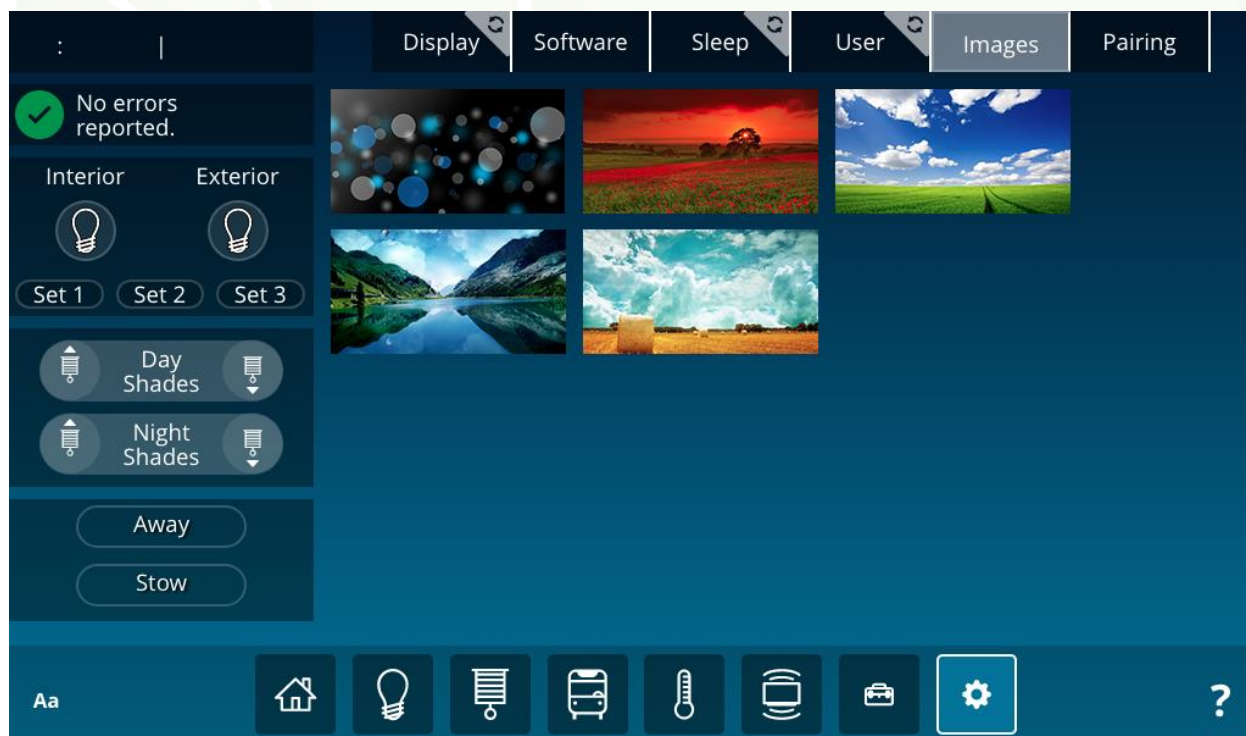 : |
Display Software Sleep User Images Pairing
No errors
reported.
Interior Exterior
Set 1 Set 2 Set 3
Day
Shades
Night
Shades
Away
Stow
Aa ?